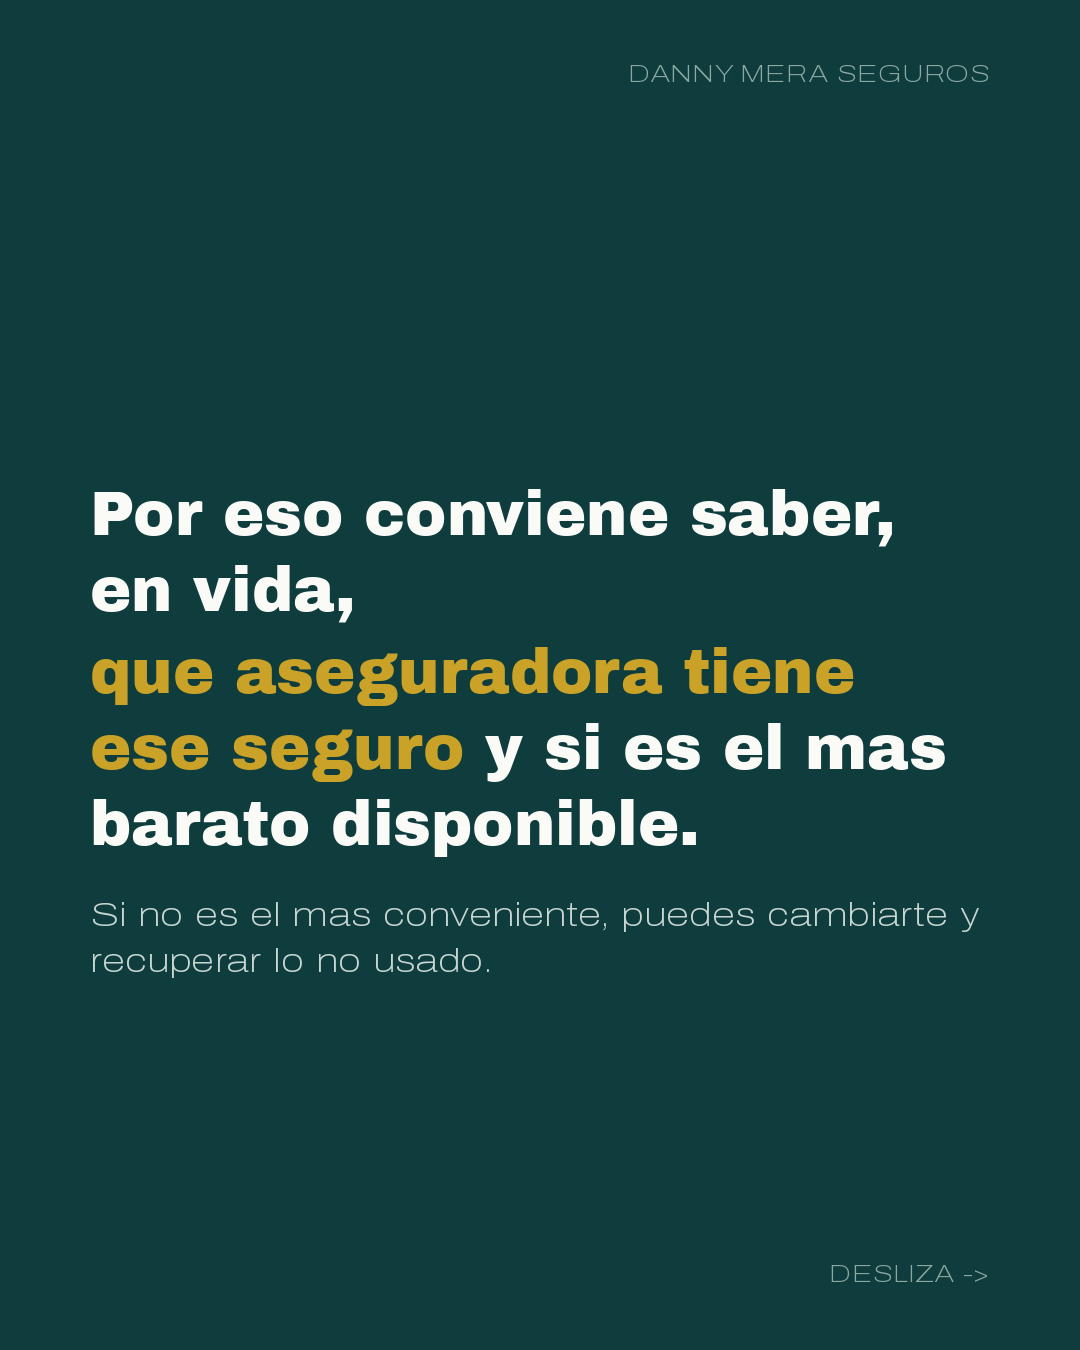 DANNY MERA SEGUROS
Por eso conviene saber,
en vida,
que aseguradora tiene
ese seguro y si es el mas
barato disponible.
Si no es el mas conveniente, puedes cambiarte y
recuperar lo no usado.
DESLIZA ->